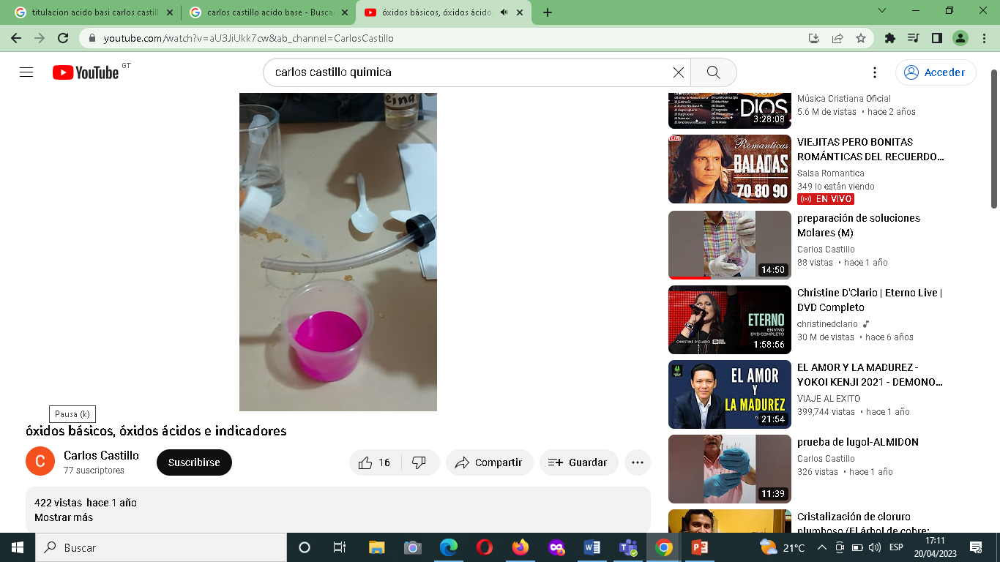 titulacion acido basi carlos castill
carlos castillo acido base - Buscar
óxidos básicos, óxidos ácidos
youtube.com/watch?v=aU3JiUkk7cw&ab_channel=CarlosCastillo
YouTube GT
carlos castillo quimica
Acceder
eina
CON
DIOS
3:28:08
Música Cristiana Oficial
5.6 M de vistas • hace 2 años
LIVE
Romanticas
BALADAS
70 80 90
VIEJITAS PERO BONITAS
ROMÁNTICAS DEL RECUERDO...
Salsa Romantica
349 lo están viendo
EN VIVO
14:50
preparación de soluciones
Molares (M)
Carlos Castillo
88 vistas • hace 1 año
ETERNO
EN VIVO
DVD COMPLETO
CHRISTINE D'CLARIO
1:58:56
Christine D'Clario | Eterno Live |
DVD Completo
christinedclario
30 M de vistas • hace 6 años
EL AMOR
Y
LA MADUREZ
21:54
EL AMOR Y LA MADUREZ -
YOKOI KENJI 2021 - DEMONO...
VIAJE AL EXITO
399,744 vistas • hace 1 año
11:39
prueba de lugol-ALMIDON
Carlos Castillo
326 vistas • hace 1 año
Cristalización de cloruro
plumboso (El árbol de cobre:
Pausa (k)
óxidos básicos, óxidos ácidos e indicadores
C
Carlos Castillo
77 suscriptores
Suscribirse
16
Compartir
Guardar
422 vistas hace 1 año
Mostrar más
Buscar
21°C
ESP
17:11
20/04/2023